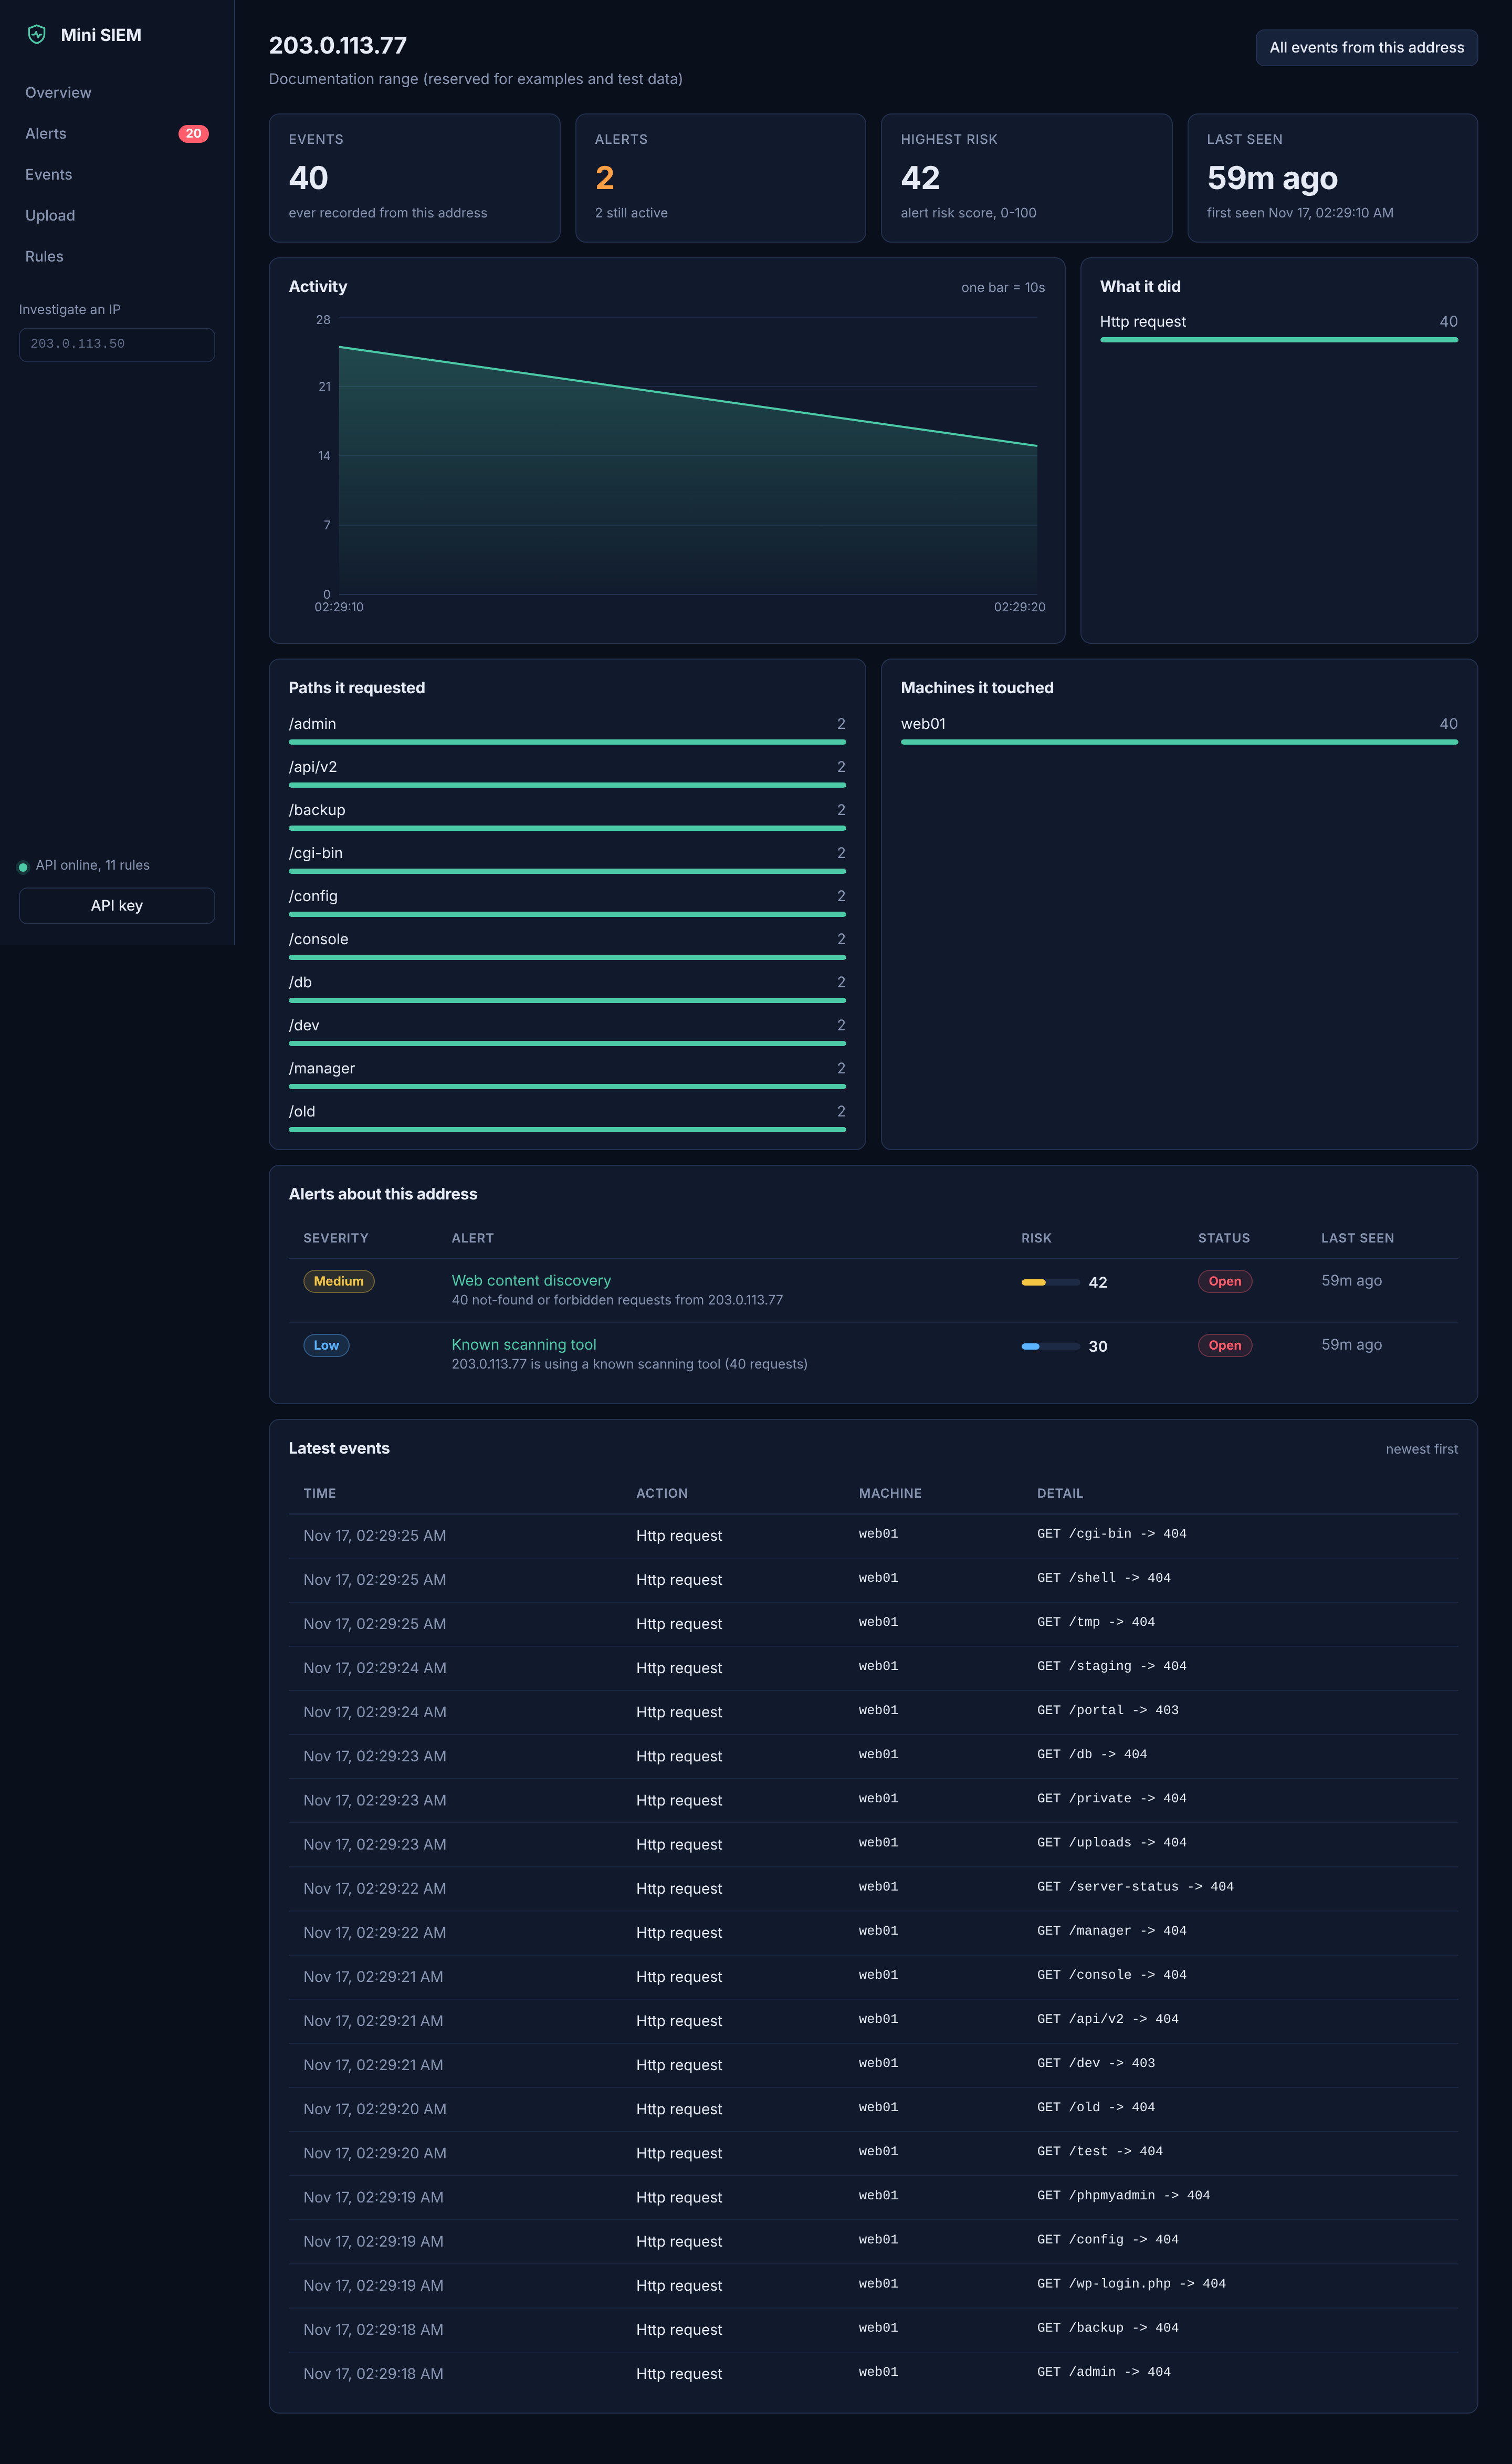 Mini SIEM
Overview
Alerts 20
Events
Upload
Rules
Investigate an IP
203.0.113.50
API online, 11 rules
API key
203.0.113.77
Documentation range (reserved for examples and test data)
All events from this address
EVENTS
40
ever recorded from this address
ALERTS
2
2 still active
HIGHEST RISK
42
alert risk score, 0-100
LAST SEEN
59m ago
first seen Nov 17, 02:29:10 AM
Activity one bar = 10s
28
21
14
7
0
02:29:10 02:29:20
What it did
Http request 40
Paths it requested
/admin 2
/api/v2 2
/backup 2
/cgi-bin 2
/config 2
/console 2
/db 2
/dev 2
/manager 2
/old 2
Machines it touched
web01 40
Alerts about this address
SEVERITY ALERT RISK STATUS LAST SEEN
Medium Web content discovery 42 Open 59m ago
40 not-found or forbidden requests from 203.0.113.77
Low Known scanning tool 30 Open 59m ago
203.0.113.77 is using a known scanning tool (40 requests)
Latest events newest first
TIME ACTION MACHINE DETAIL
Nov 17, 02:29:25 AM Http request web01 GET /cgi-bin -> 404
Nov 17, 02:29:25 AM Http request web01 GET /shell -> 404
Nov 17, 02:29:25 AM Http request web01 GET /tmp -> 404
Nov 17, 02:29:24 AM Http request web01 GET /staging -> 404
Nov 17, 02:29:24 AM Http request web01 GET /portal -> 403
Nov 17, 02:29:23 AM Http request web01 GET /db -> 404
Nov 17, 02:29:23 AM Http request web01 GET /private -> 404
Nov 17, 02:29:23 AM Http request web01 GET /uploads -> 404
Nov 17, 02:29:22 AM Http request web01 GET /server-status -> 404
Nov 17, 02:29:22 AM Http request web01 GET /manager -> 404
Nov 17, 02:29:21 AM Http request web01 GET /console -> 404
Nov 17, 02:29:21 AM Http request web01 GET /api/v2 -> 404
Nov 17, 02:29:21 AM Http request web01 GET /dev -> 403
Nov 17, 02:29:20 AM Http request web01 GET /old -> 404
Nov 17, 02:29:20 AM Http request web01 GET /test -> 404
Nov 17, 02:29:19 AM Http request web01 GET /phpmyadmin -> 404
Nov 17, 02:29:19 AM Http request web01 GET /config -> 404
Nov 17, 02:29:19 AM Http request web01 GET /wp-login.php -> 404
Nov 17, 02:29:18 AM Http request web01 GET /backup -> 404
Nov 17, 02:29:18 AM Http request web01 GET /admin -> 404